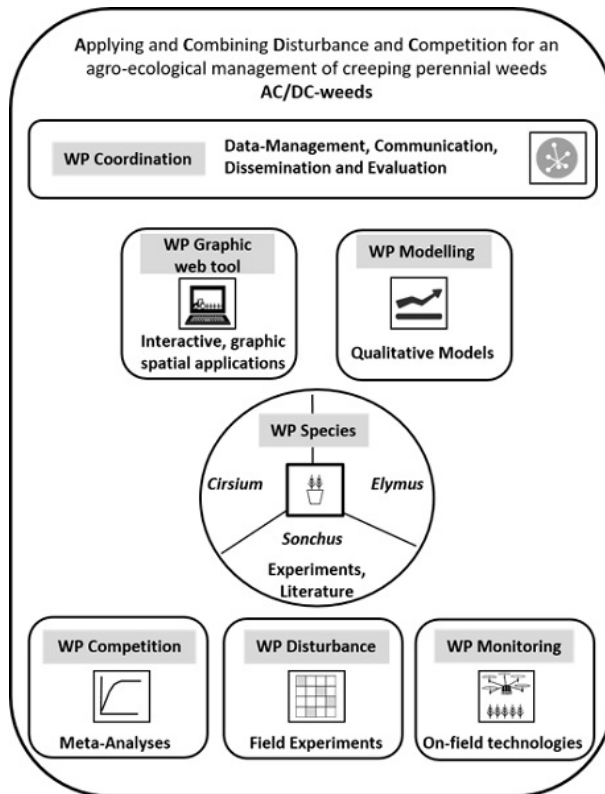 Applying and Combining Disturbance and Competition for an
agro-ecological management of creeping perennial weeds
AC/DC-weeds
WP Coordination
Data-Management, Communication,
Dissemination and Evaluation
WP Graphic
web tool
Interactive, graphic
spatial applications
WP Modelling
Qualitative Models
WP Species
Cirsium
Elymus
Sonchus
Experiments,
Literature
WP Competition
Meta-Analyses
WP Disturbance
Field Experiments
WP Monitoring
On-field technologies